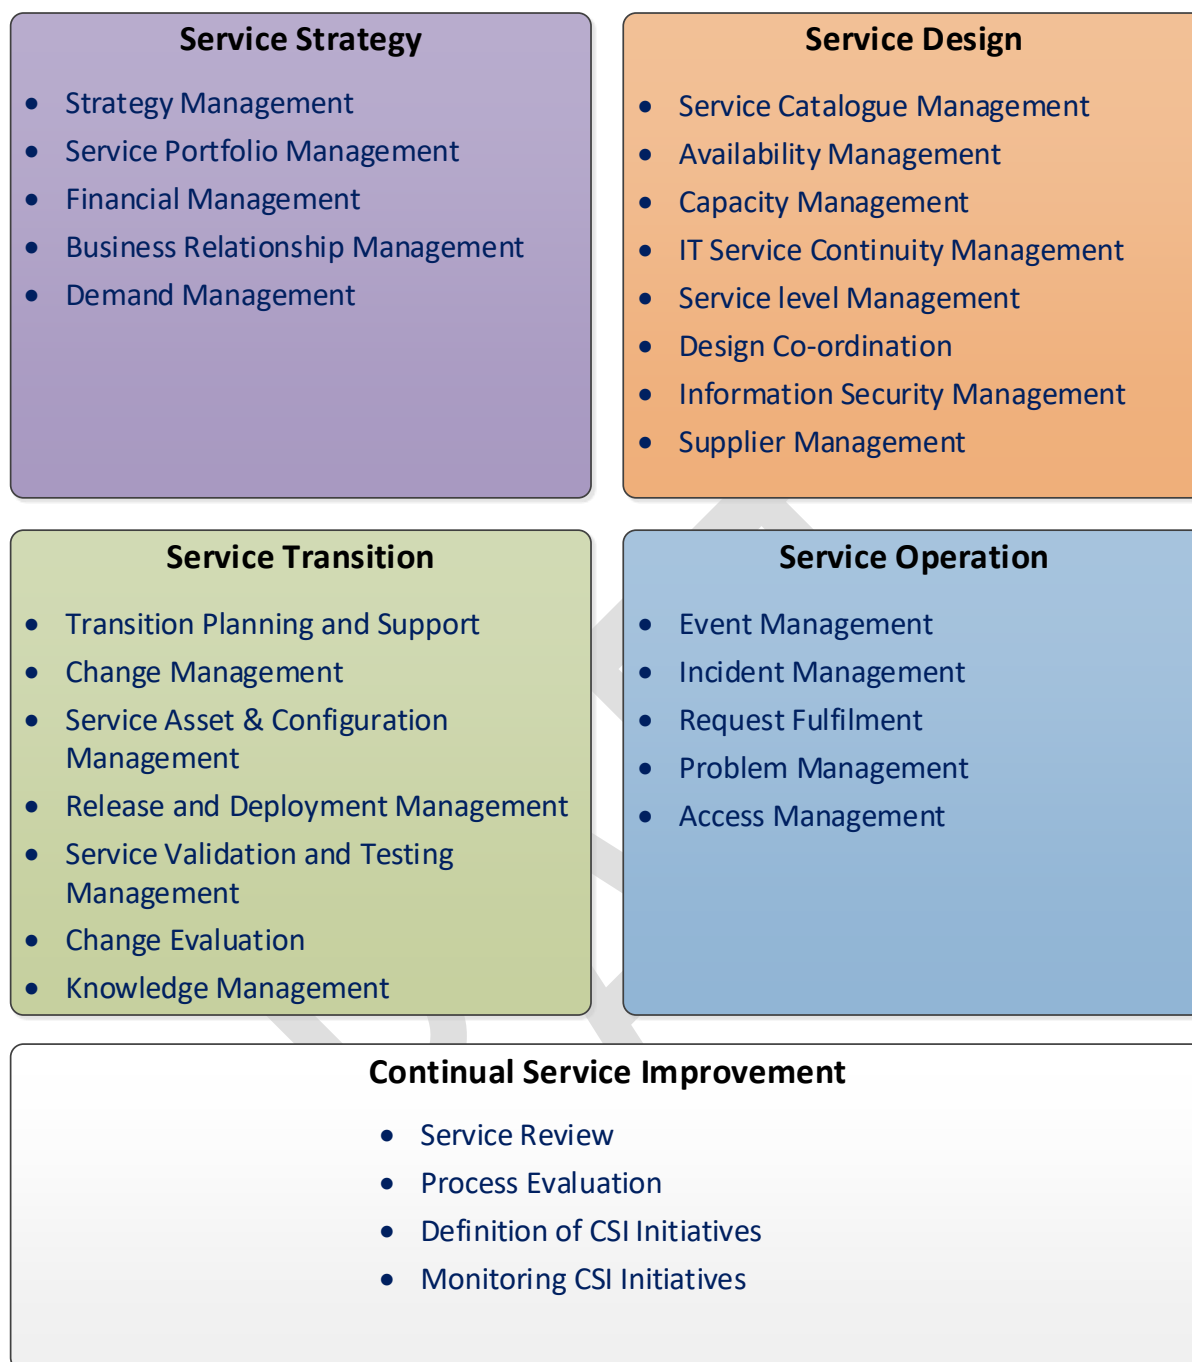 Service Strategy
• Strategy Management
• Service Portfolio Management
• Financial Management
• Business Relationship Management
• Demand Management
Service Design
• Service Catalogue Management
• Availability Management
• Capacity Management
• IT Service Continuity Management
• Service level Management
• Design Co-ordination
• Information Security Management
• Supplier Management
Service Transition
• Transition Planning and Support
• Change Management
• Service Asset & Configuration
Management
• Release and Deployment Management
• Service Validation and Testing
Management
• Change Evaluation
• Knowledge Management
Service Operation
• Event Management
• Incident Management
• Request Fulfilment
• Problem Management
• Access Management
Continual Service Improvement
• Service Review
• Process Evaluation
• Definition of CSI Initiatives
• Monitoring CSI Initiatives